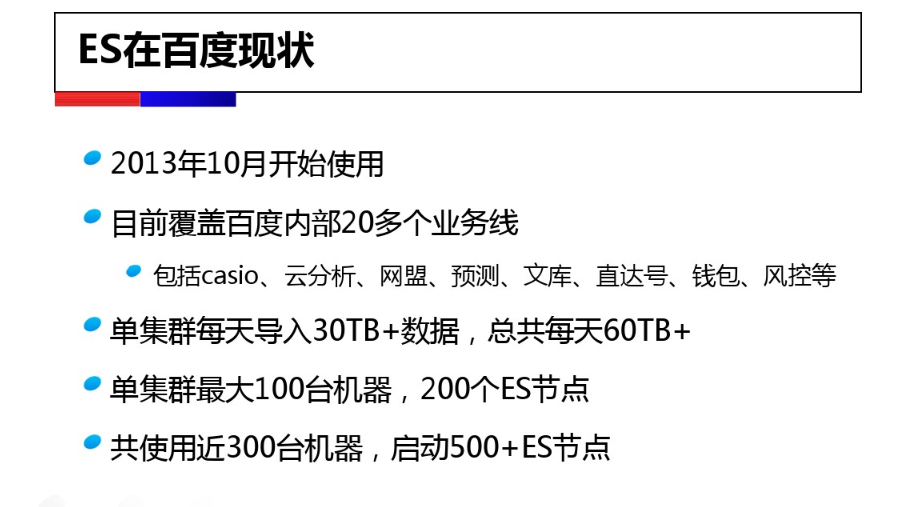 ES在百度现状
2013年10月开始使用
目前覆盖百度内部20多个业务线
包括casio、云分析、网盟、预测、文库、直达号、钱包、风控等
单集群每天导入30TB+数据，总共每天60TB+
单集群最大100台机器，200个ES节点
共使用近300台机器，启动500+ES节点